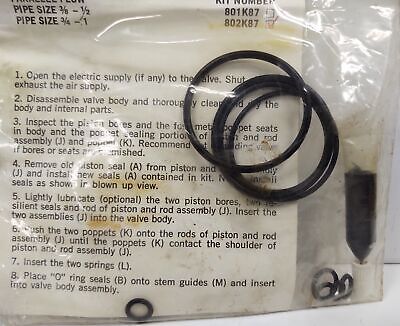 PARALLEL FLOW
KIT NUMBER
PIPE SIZE ⅜ – ½
801K87
PIPE SIZE ¾ – 1
802K87
1. Open the electric supply (if any) to the valve. Shut
exhaust the air supply.
2. Disassemble valve body and thoroughly clean and dry the
body and internal parts.
3. Inspect the piston bores and the four metal poppet seats
in body and the poppet sealing portions of piston and rod
assembly (J) and poppet (K). Recommend not valve
if bores or seats are
4. Remove old piston seal (A) from piston and
(J) and install new seals (A) contained in kit.
seals as shown in blown up view.
5. Lightly lubricate (optional) the two piston bores, two re-
silient seals and rod of piston and rod assembly (J). Insert the
two assemblies (J) into the valve body.
6. Push the two poppets (K) onto the rods of piston and rod
assembly (J) until the poppets (K) contact the shoulder of
piston and rod assembly (J).
7. Insert the two springs (L).
8. Place "O" ring seals (B) onto stem guides (M) and insert
into valve body assembly.